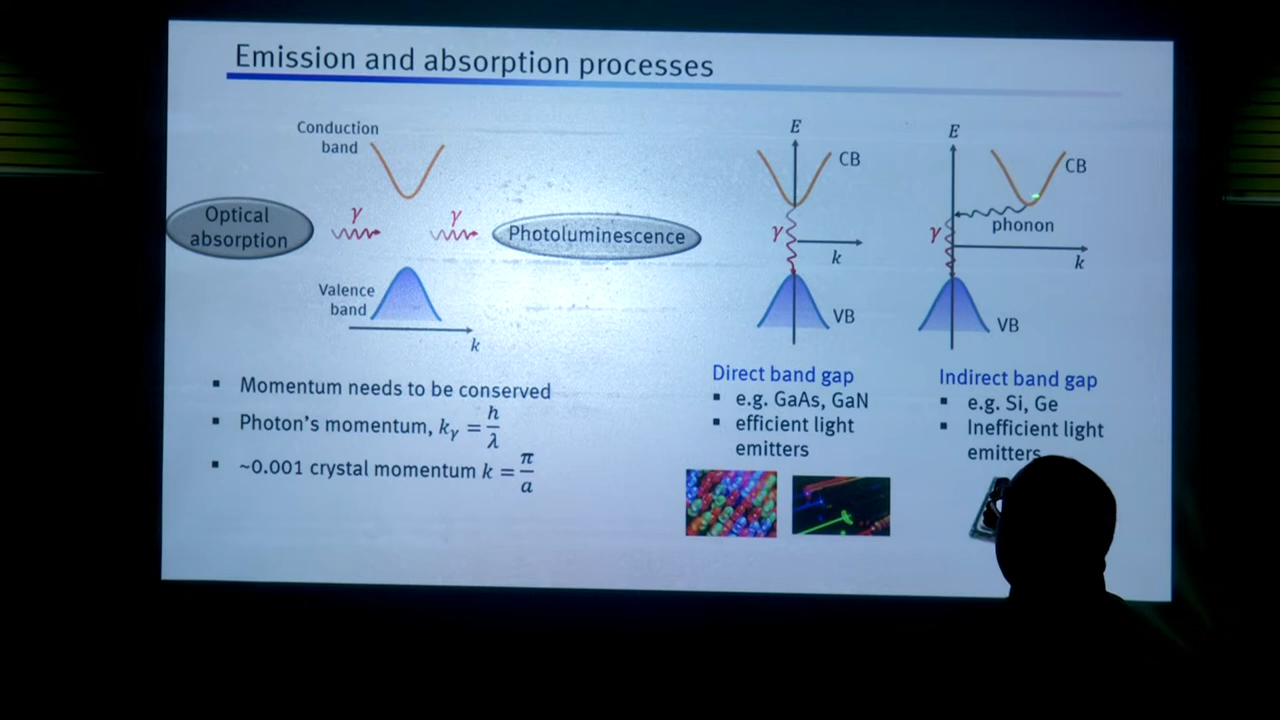 Emission and absorption processes
Conduction
band
Optical
absorption
γ
γ
Photoluminescence
Valence
band
k
▪ Momentum needs to be conserved
▪ Photon's momentum, kγ = h/λ
▪ ~0.001 crystal momentum k = π/a
E
CB
γ
k
VB
Direct band gap
▪ e.g. GaAs, GaN
▪ efficient light
emitters
E
CB
phonon
γ
k
VB
Indirect band gap
▪ e.g. Si, Ge
▪ Inefficient light
emitters